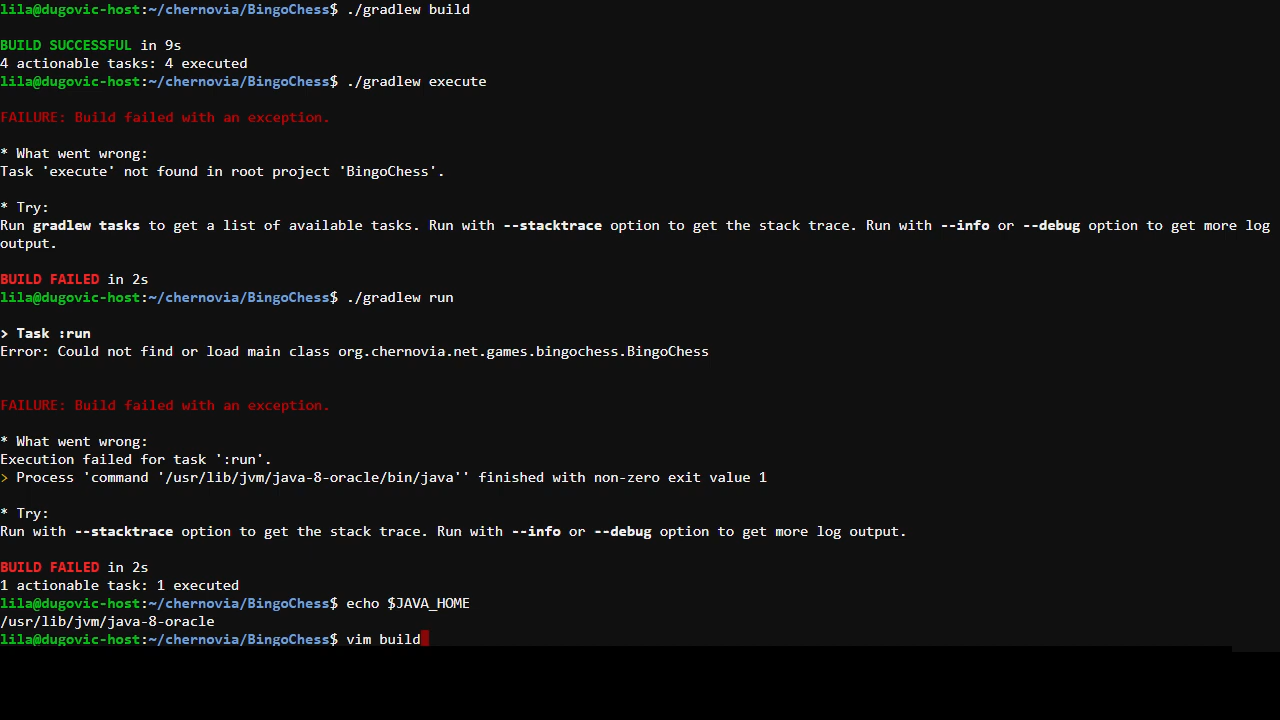 lila@dugovic-host:~/chernovia/BingoChess$ ./gradlew build
BUILD SUCCESSFUL in 9s
4 actionable tasks: 4 executed
lila@dugovic-host:~/chernovia/BingoChess$ ./gradlew execute
FAILURE: Build failed with an exception.
* What went wrong:
Task 'execute' not found in root project 'BingoChess'.
* Try:
Run gradlew tasks to get a list of available tasks. Run with --stacktrace option to get the stack trace. Run with --info or --debug option to get more log
output.
BUILD FAILED in 2s
lila@dugovic-host:~/chernovia/BingoChess$ ./gradlew run
> Task :run
Error: Could not find or load main class org.chernovia.net.games.bingochess.BingoChess
FAILURE: Build failed with an exception.
* What went wrong:
Execution failed for task ':run'.
> Process 'command '/usr/lib/jvm/java-8-oracle/bin/java'' finished with non-zero exit value 1
* Try:
Run with --stacktrace option to get the stack trace. Run with --info or --debug option to get more log output.
BUILD FAILED in 2s
1 actionable task: 1 executed
lila@dugovic-host:~/chernovia/BingoChess$ echo $JAVA_HOME
/usr/lib/jvm/java-8-oracle
lila@dugovic-host:~/chernovia/BingoChess$ vim build